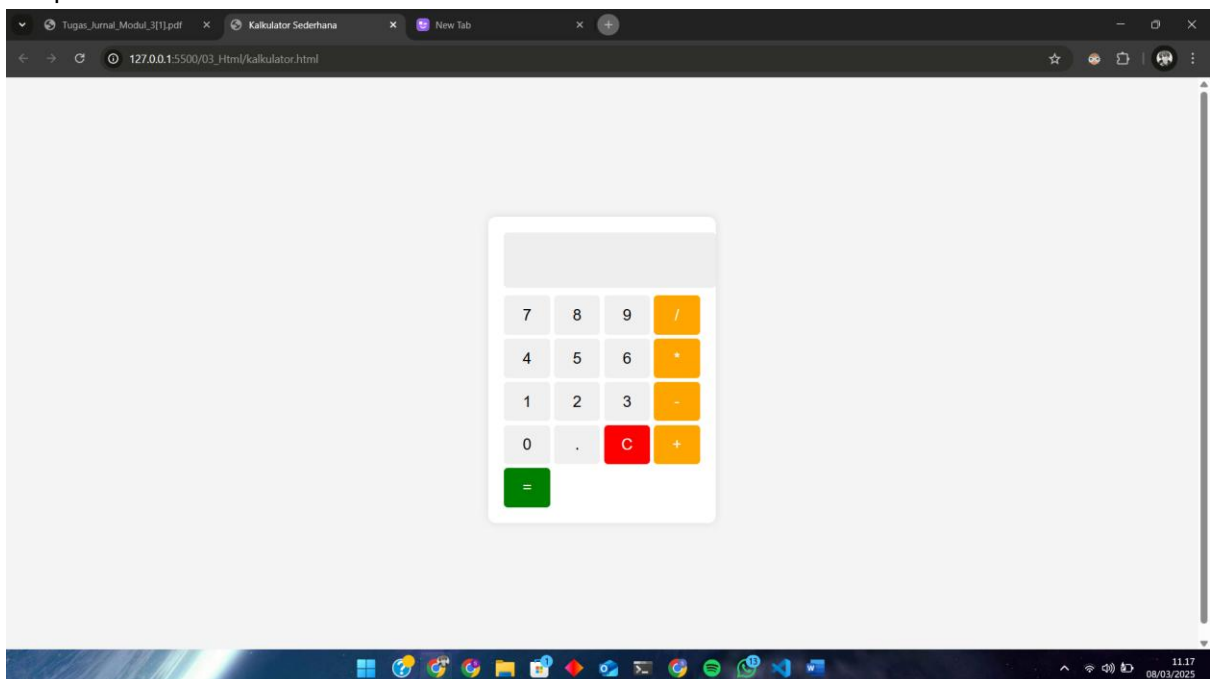 Tugas_Jurnal_Modul_3[1].pdf
Kalkulator Sederhana
New Tab
127.0.0.1:5500/03_Html/kalkulator.html
7 8 9 /
4 5 6 *
1 2 3 -
0 . C +
=
13
11.17
08/03/2025